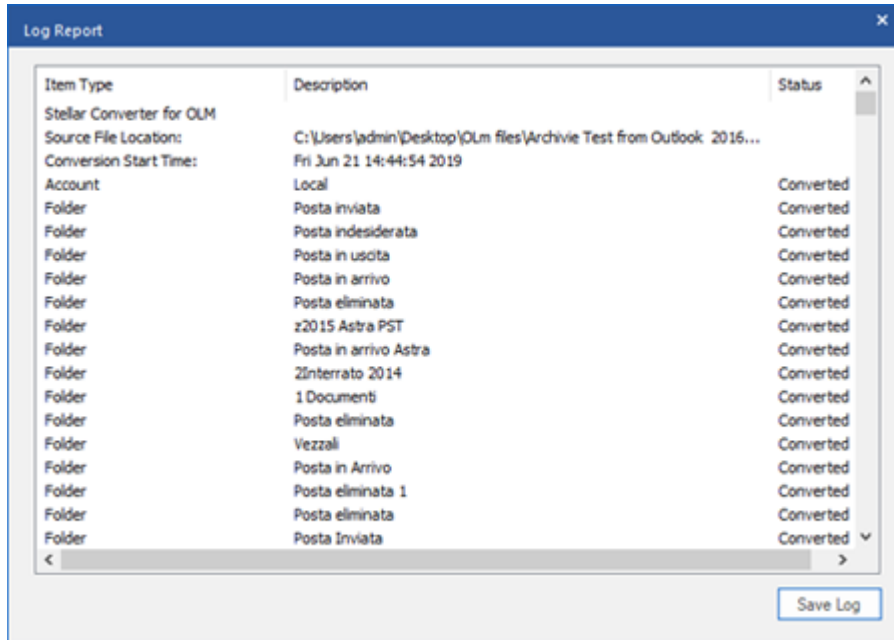 Log Report
Item Type Description Status
Stellar Converter for OLM
Source File Location: C:\Users\admin\Desktop\OLm files\Archivie Test from Outlook 2016...
Conversion Start Time: Fri Jun 21 14:44:54 2019
Account Local Converted
Folder Posta inviata Converted
Folder Posta indesiderata Converted
Folder Posta in uscita Converted
Folder Posta in arrivo Converted
Folder Posta eliminata Converted
Folder z2015 Astra PST Converted
Folder Posta in arrivo Astra Converted
Folder 2Interrato 2014 Converted
Folder 1 Documenti Converted
Folder Posta eliminata Converted
Folder Vezzali Converted
Folder Posta in Arrivo Converted
Folder Posta eliminata 1 Converted
Folder Posta eliminata Converted
Folder Posta Inviata Converted
Save Log